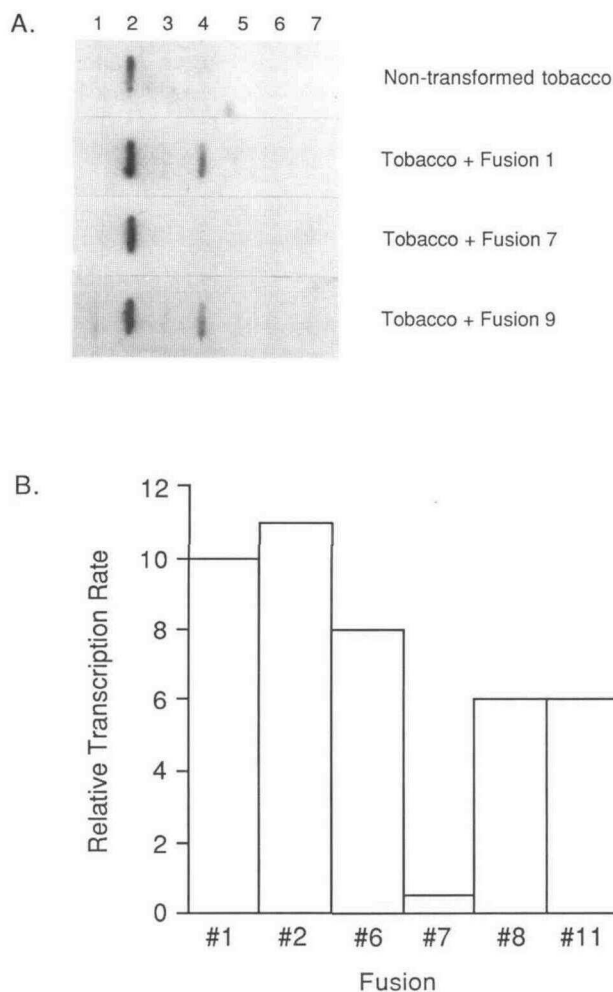 A.
1 2 3 4 5 6 7
Non-transformed tobacco
Tobacco + Fusion 1
Tobacco + Fusion 7
Tobacco + Fusion 9
B.
12
10
8
6
4
2
0
Relative Transcription Rate
#1 #2 #6 #7 #8 #11
Fusion